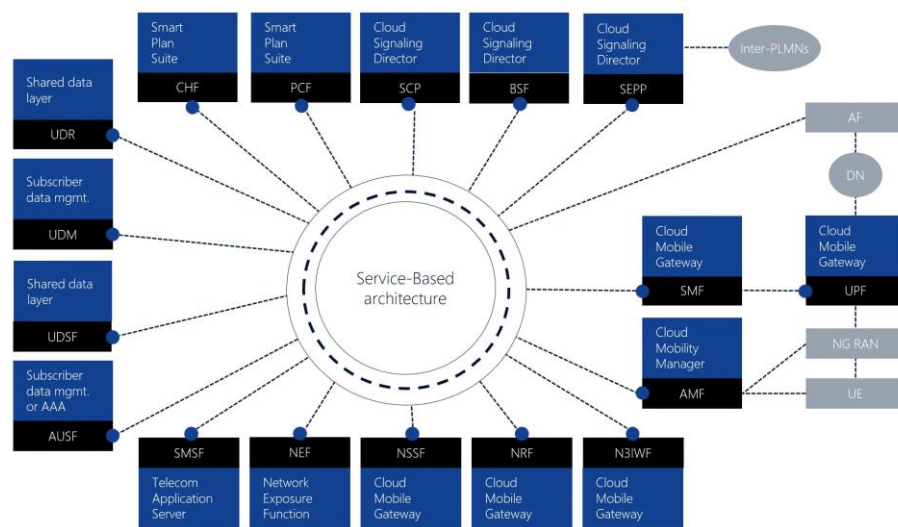 Smart
Plan
Suite
CHF
Smart
Plan
Suite
PCF
Cloud
Signaling
Director
SCP
Cloud
Signaling
Director
BSF
Cloud
Signaling
Director
SEPP
Inter-PLMNs
Shared data
layer
UDR
Subscriber
data mgmt.
UDM
Shared data
layer
UDSF
Subscriber
data mgmt.
or AAA
AUSF
Service-Based
architecture
AF
DN
Cloud
Mobile
Gateway
SMF
Cloud
Mobile
Gateway
UPF
Cloud
Mobility
Manager
AMF
NG RAN
UE
SMSF
Telecom
Application
Server
NEF
Network
Exposure
Function
NSSF
Cloud
Mobile
Gateway
NRF
Cloud
Mobile
Gateway
N3IWF
Cloud
Mobile
Gateway